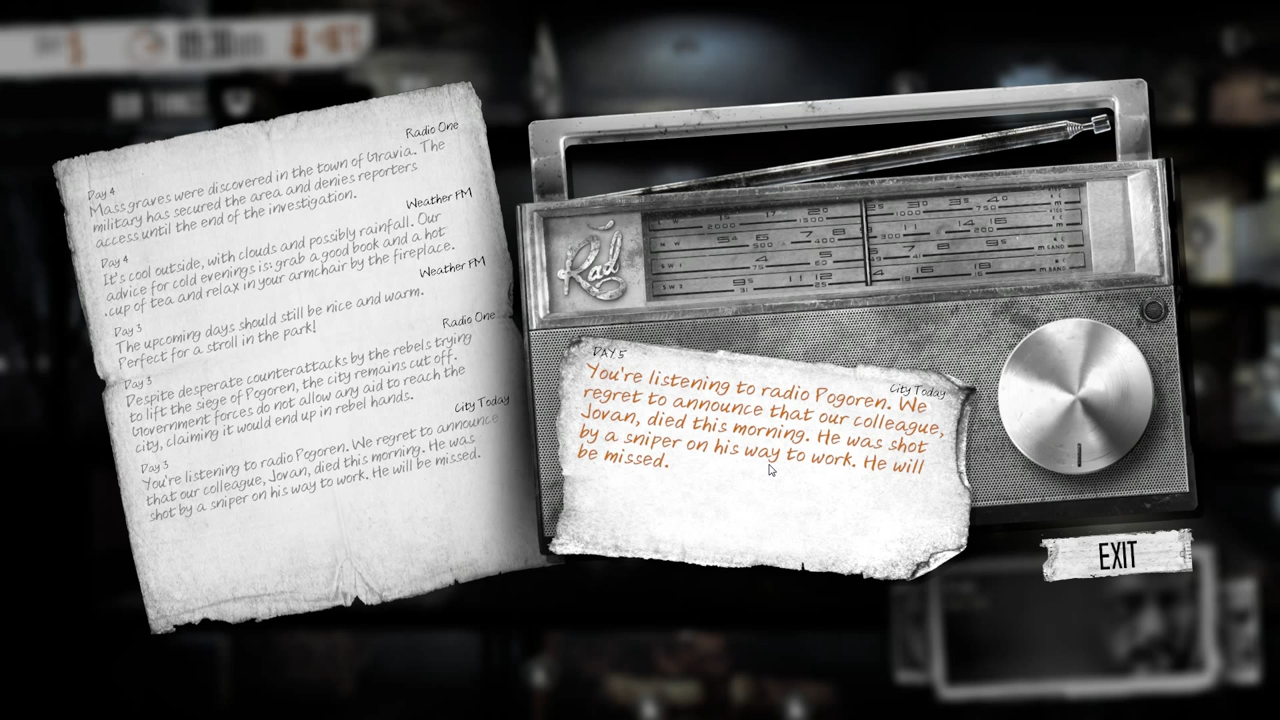 Radio One
Day 4
Mass graves were discovered in the town of Gravia. The
military has secured the area and denies reporters
access until the end of the investigation.
Weather FM
Day 4
It's cool outside, with clouds and possibly rainfall. Our
advice for cold evenings is: grab a good book and a hot
cup of tea and relax in your armchair by the fireplace.
Weather FM
Day 3
The upcoming days should still be nice and warm.
Perfect for a stroll in the park!
Radio One
Day 3
Despite desperate counterattacks by the rebels trying
to lift the siege of Pogoren, the city remains cut off.
Government forces do not allow any aid to reach the
city, claiming it would end up in rebel hands.
City Today
Day 3
You're listening to radio Pogoren. We regret to announce
that our colleague, Jovan, died this morning. He was
shot by a sniper on his way to work. He will be missed.
Rad
DAY 5
City Today
You're listening to radio Pogoren. We
regret to announce that our colleague,
Jovan, died this morning. He was shot
by a sniper on his way to work. He will
be missed.
EXIT